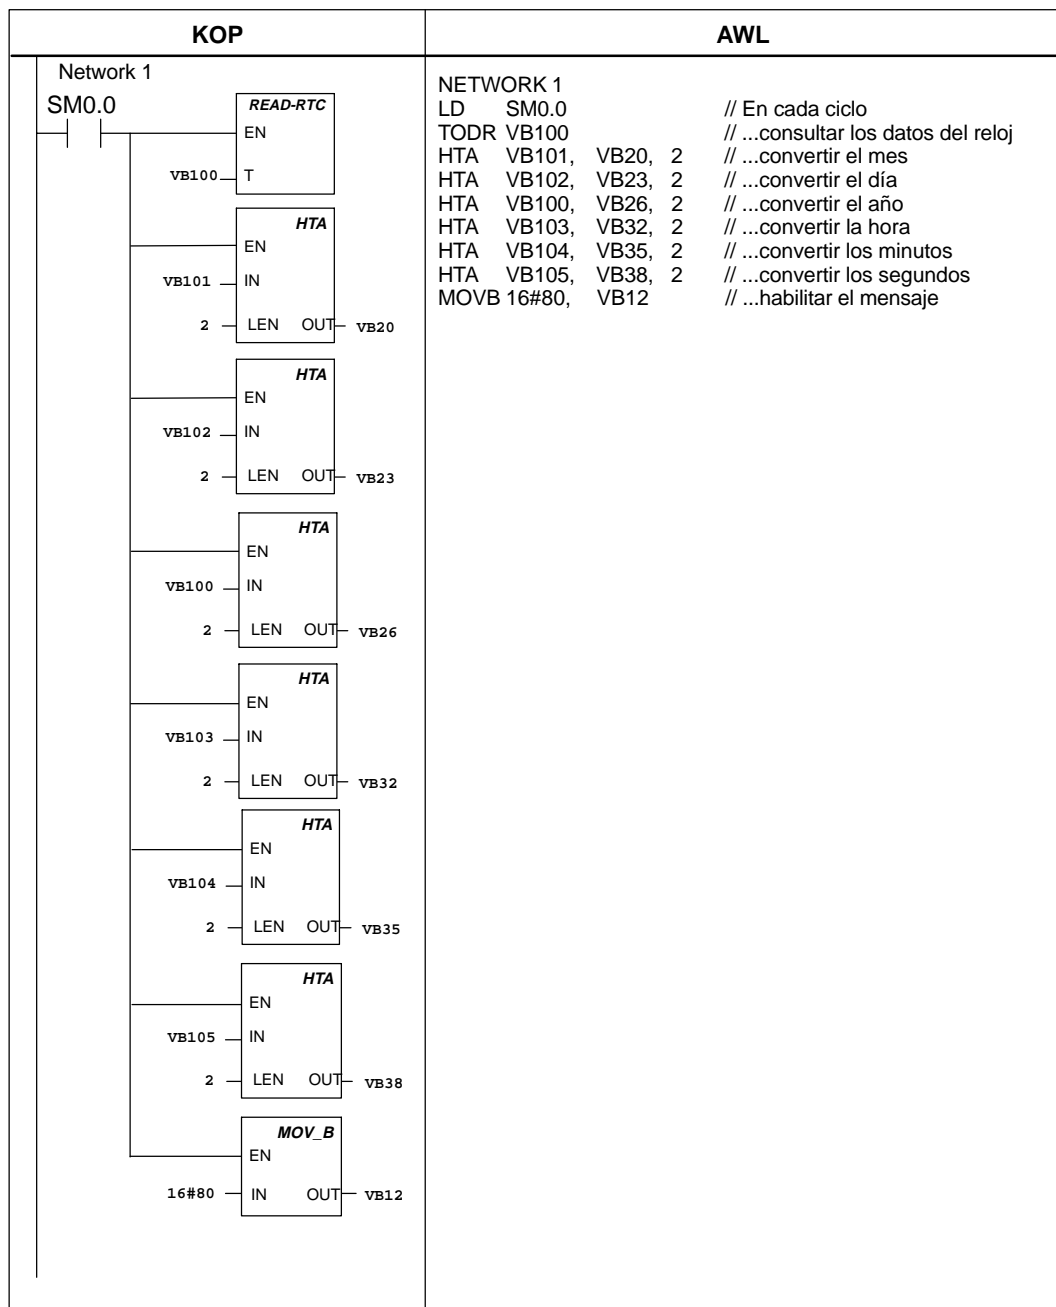 KOP
AWL
Network 1
SM0.0
READ-RTC
EN
VB100 T
HTA
EN
VB101 IN
2 LEN OUT VB20
HTA
EN
VB102 IN
2 LEN OUT VB23
HTA
EN
VB100 IN
2 LEN OUT VB26
HTA
EN
VB103 IN
2 LEN OUT VB32
HTA
EN
VB104 IN
2 LEN OUT VB35
HTA
EN
VB105 IN
2 LEN OUT VB38
MOV_B
EN
16#80 IN OUT VB12
NETWORK 1
LD SM0.0 // En cada ciclo
TODR VB100 // ...consultar los datos del reloj
HTA VB101, VB20, 2 // ...convertir el mes
HTA VB102, VB23, 2 // ...convertir el día
HTA VB100, VB26, 2 // ...convertir el año
HTA VB103, VB32, 2 // ...convertir la hora
HTA VB104, VB35, 2 // ...convertir los minutos
HTA VB105, VB38, 2 // ...convertir los segundos
MOVB 16#80, VB12 // ...habilitar el mensaje